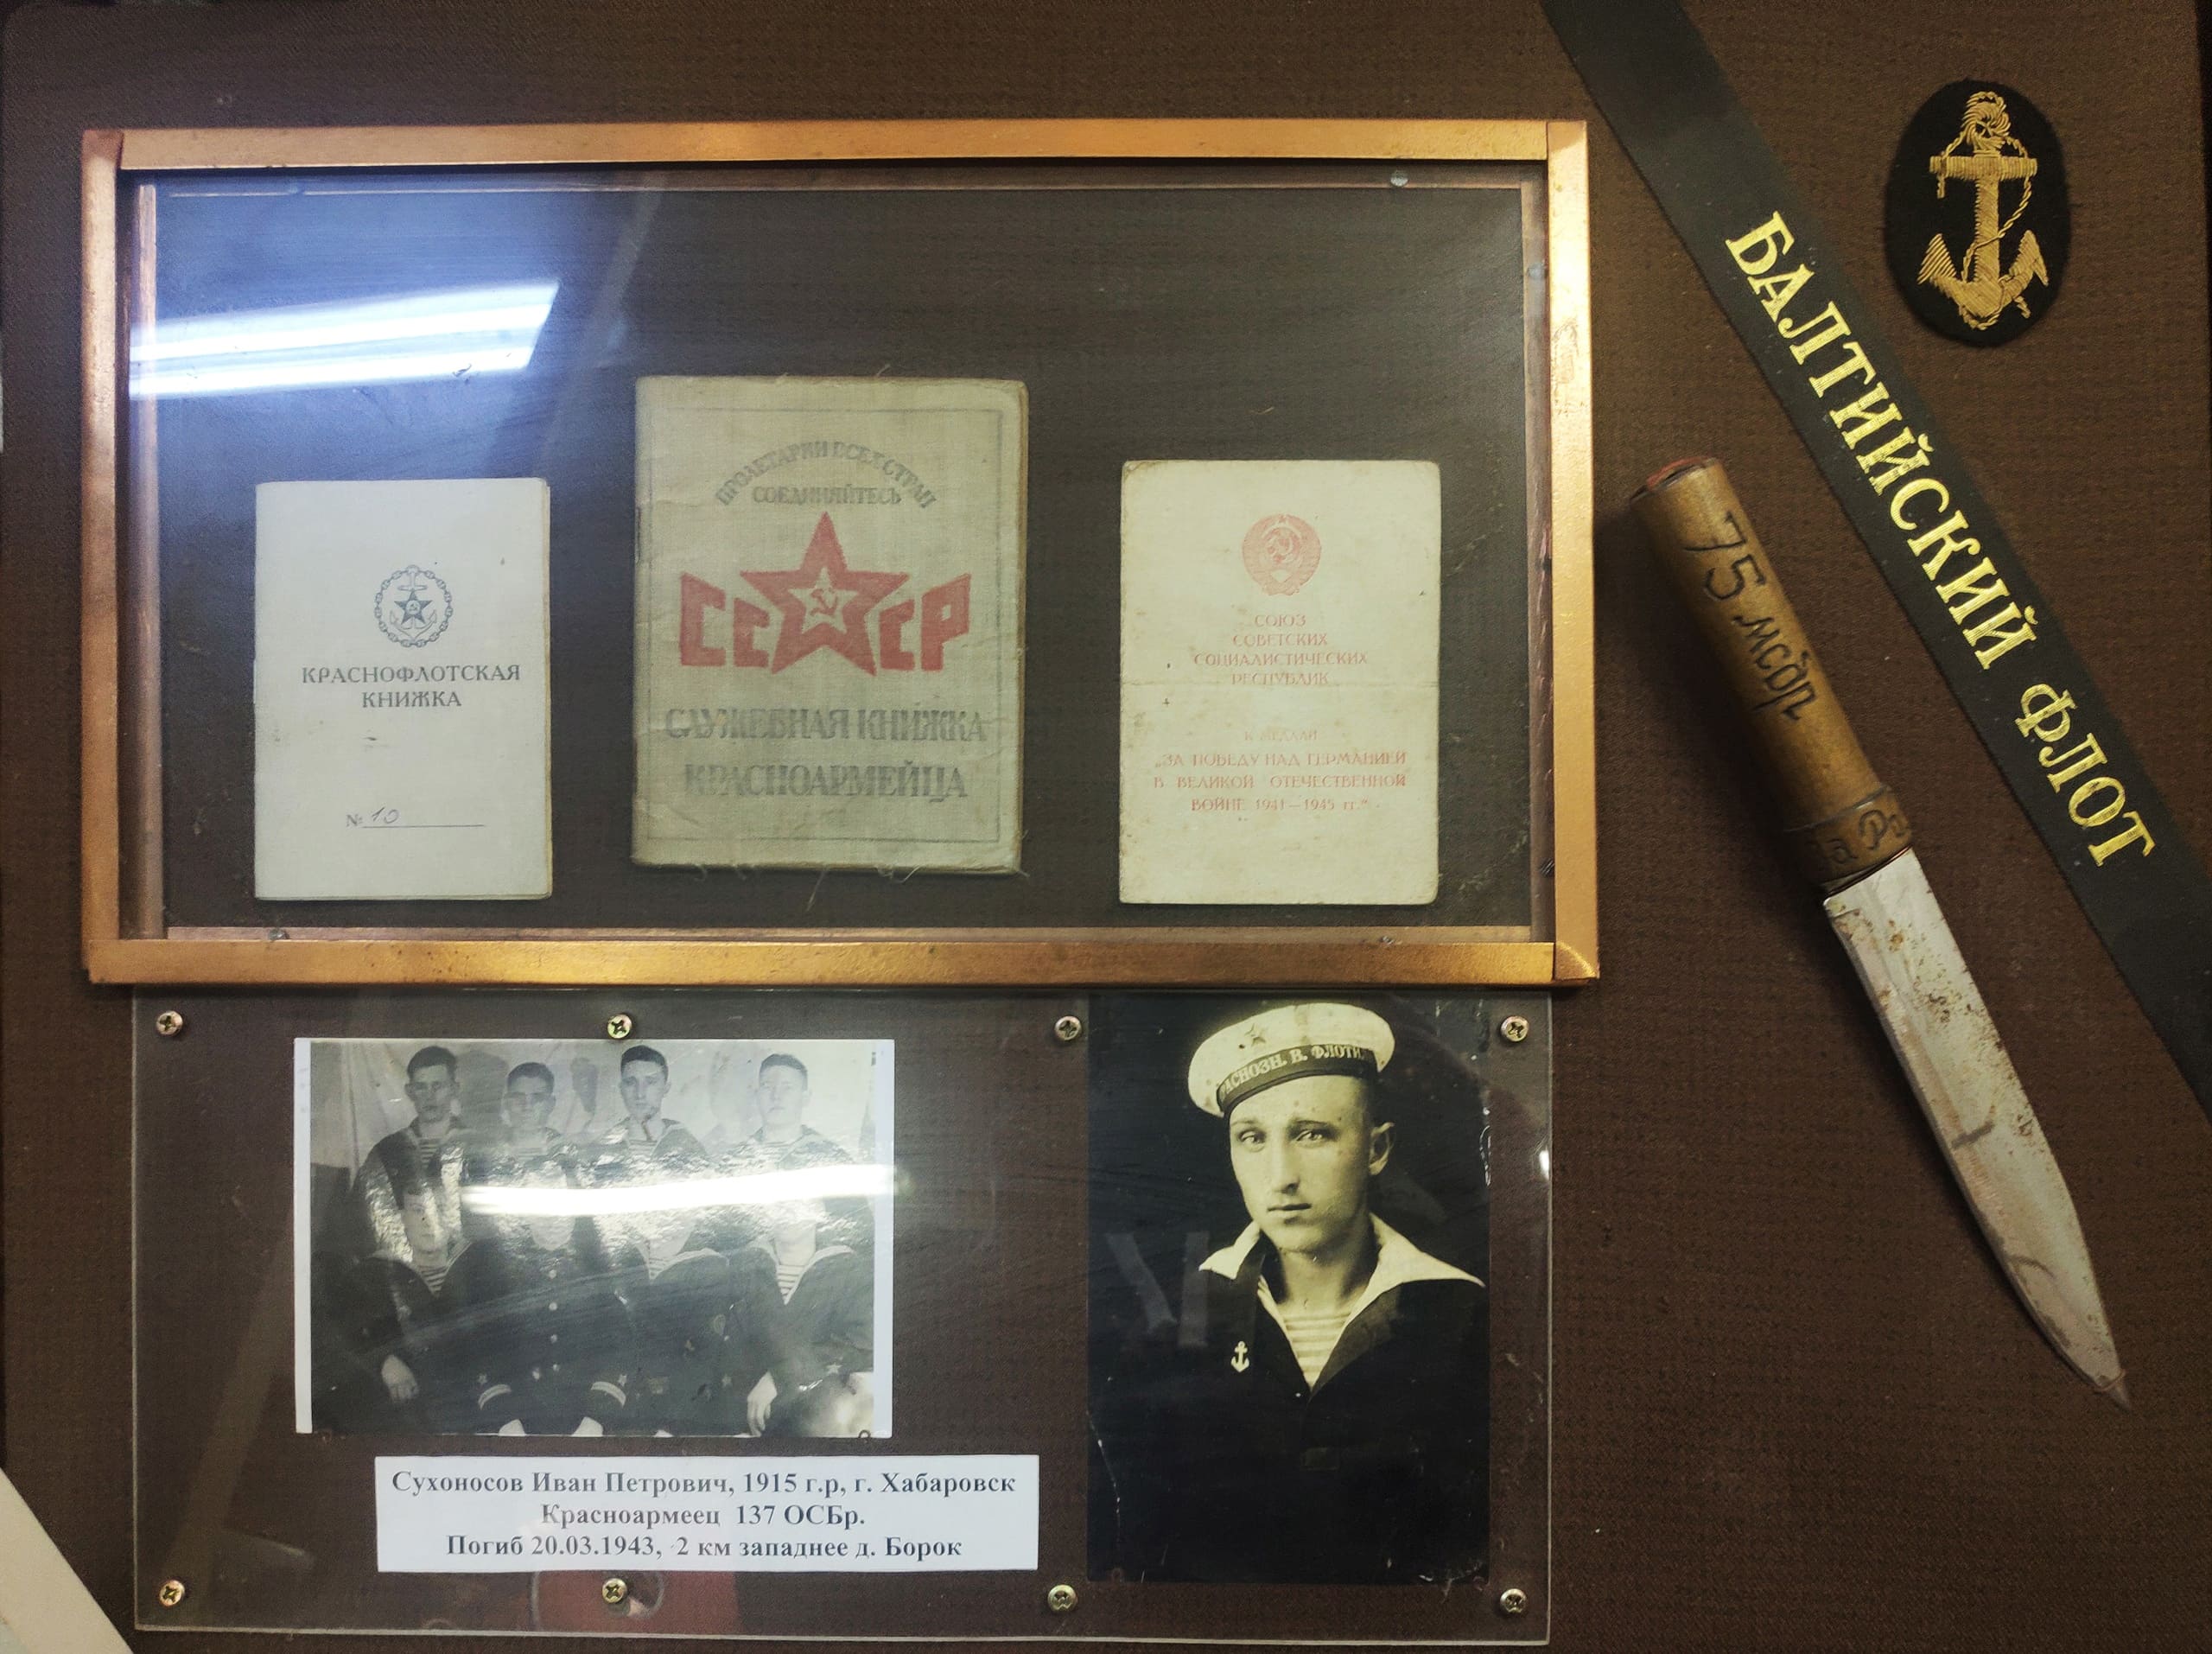 КРАСНОФЛОТСКАЯ
КНИЖКА
№ 10
ПРОЛЕТАРИИ ВСЕХ СТРАН
СОЕДИНЯЙТЕСЬ
СССР
СЛУЖЕБНАЯ КНИЖКА
КРАСНОАРМЕЙЦА
СОЮЗ
СОВЕТСКИХ
СОЦИАЛИСТИЧЕСКИХ
РЕСПУБЛИК
К МЕДАЛИ
„ЗА ПОБЕДУ НАД ГЕРМАНИЕЙ
В ВЕЛИКОЙ ОТЕЧЕСТВЕННОЙ
ВОЙНЕ 1941—1945 гг."
БАЛТИЙСКИЙ ФЛОТ
75 мсбр
АСНОЗН. В. ФЛОТИ
Сухоносов Иван Петрович, 1915 г.р, г. Хабаровск
Красноармеец 137 ОСБр.
Погиб 20.03.1943, 2 км западнее д. Борок